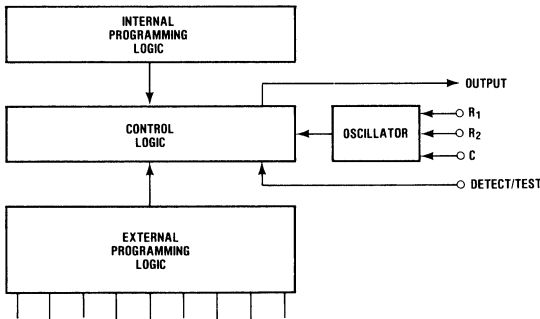 INTERNAL
PROGRAMMING
LOGIC
OUTPUT
CONTROL
LOGIC
OSCILLATOR
R1
R2
C
DETECT/TEST
EXTERNAL
PROGRAMMING
LOGIC